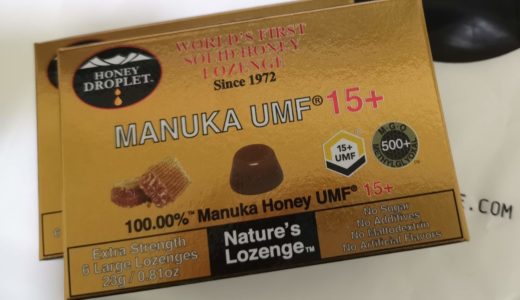 HONEY
DROPLET
WORLD'S FIRST
SOLID HONEY
LOZENGE
Since 1972
MANUKA UMF® 15+
15+
UMF
MGO
500+
METHYLGLYOXAL
100.00%™ Manuka Honey UMF® 15+
Extra Strength
6 Large Lozenges
23g / 0.81oz
Nature's
Lozenge™
No Sugar
No Additives
No Maltodextrin
No Artificial Flavors
E.COM